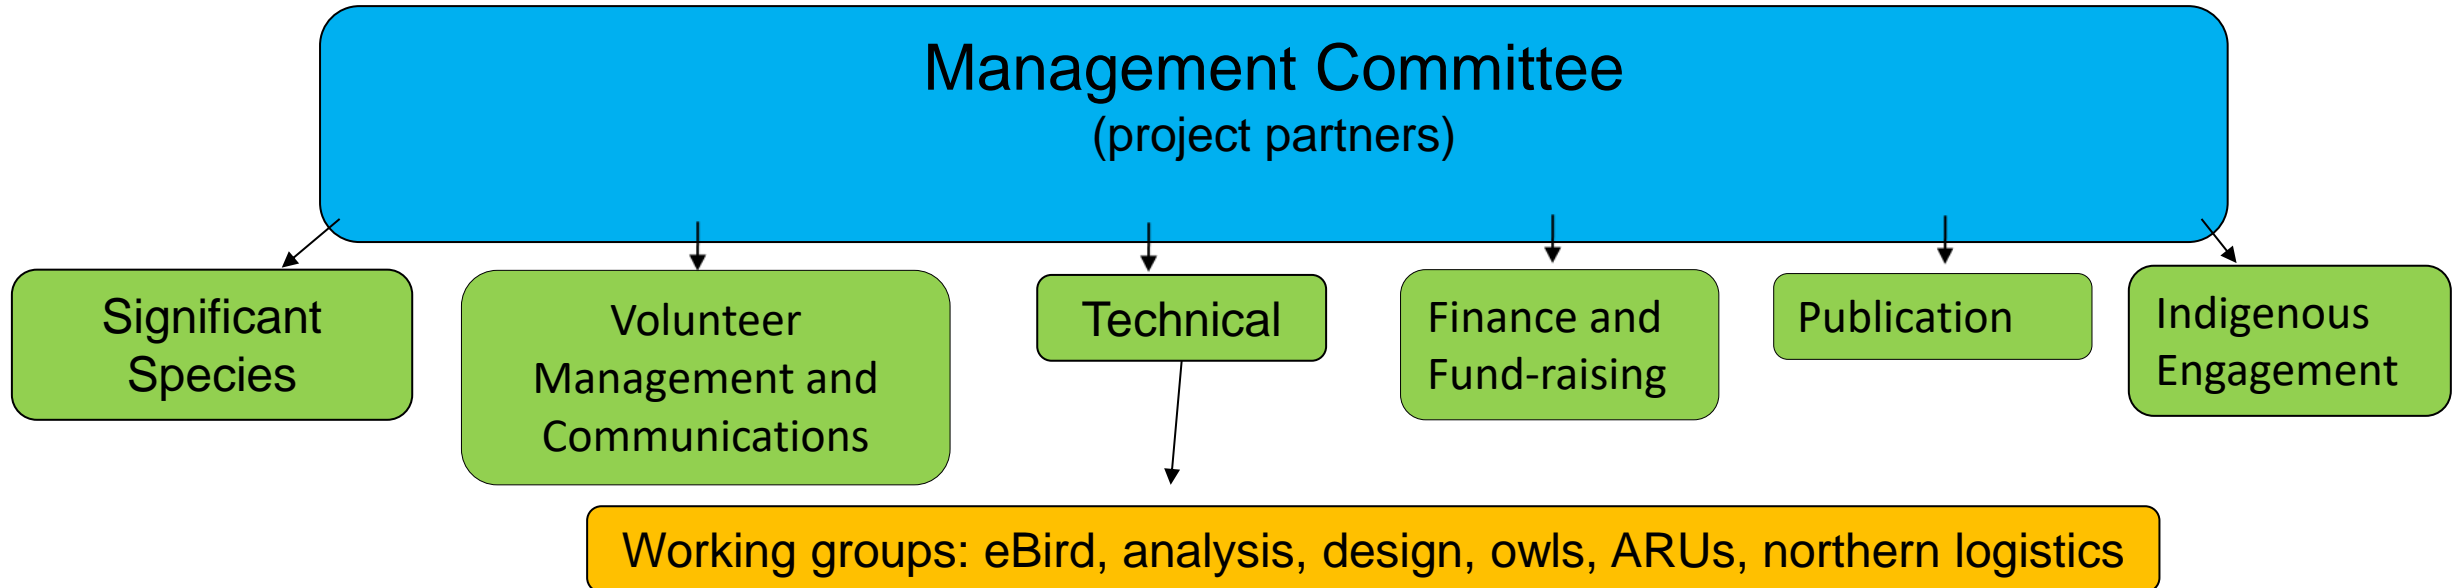 Management Committee
(project partners)
Significant
Species
Volunteer
Management and
Communications
Technical
Finance and
Fund-raising
Publication
Indigenous
Engagement
Working groups: eBird, analysis, design, owls, ARUs, northern logistics